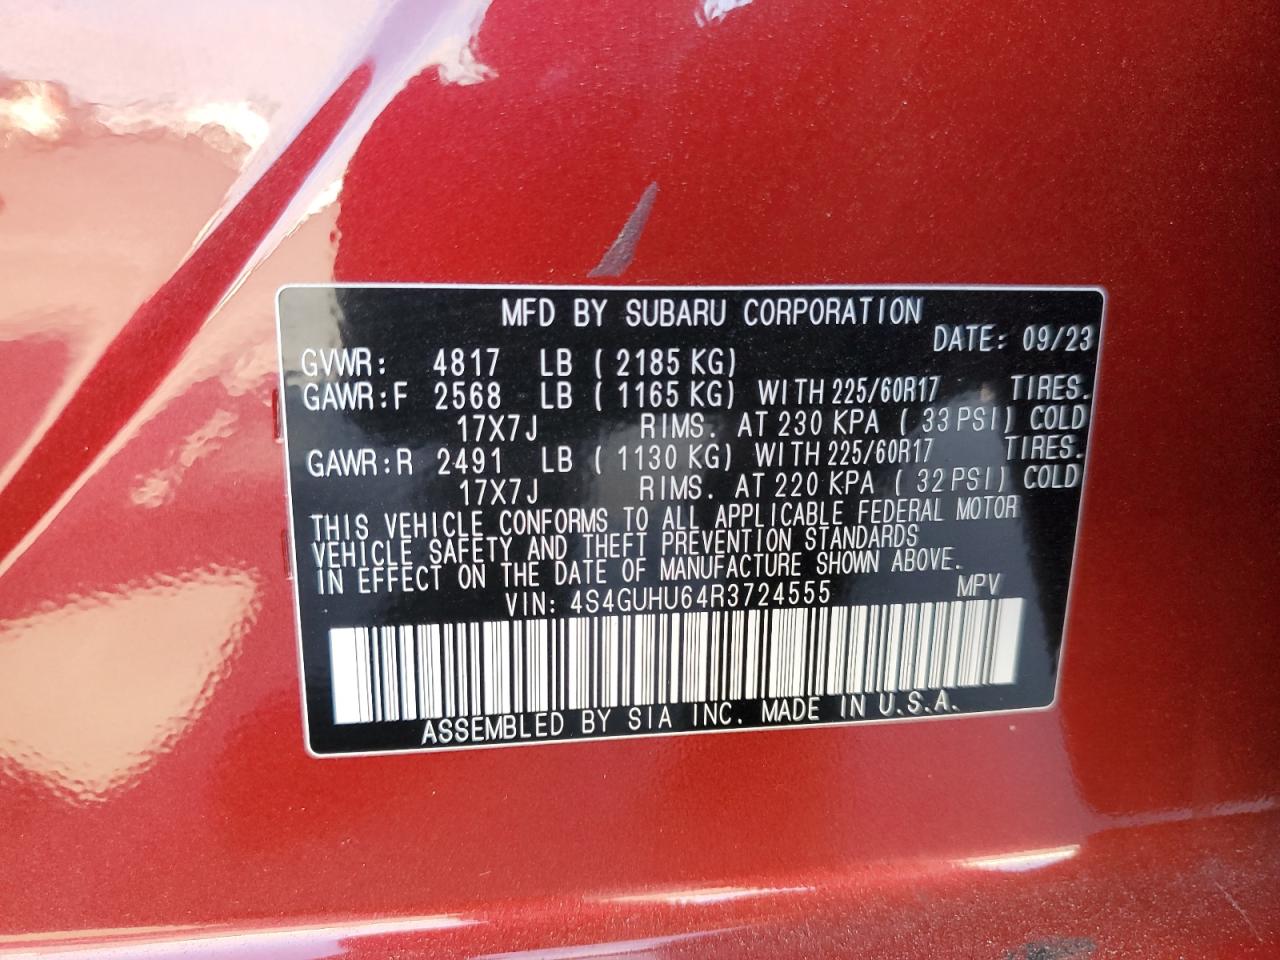 MFD BY SUBARU CORPORATION
DATE: 09/23
GVWR: 4817 LB ( 2185 KG)
GAWR:F 2568 LB ( 1165 KG) WITH 225/60R17 TIRES.
17X7J RIMS. AT 230 KPA ( 33 PSI) COLD
GAWR:R 2491 LB ( 1130 KG) WITH 225/60R17 TIRES.
17X7J RIMS. AT 220 KPA ( 32 PSI) COLD
THIS VEHICLE CONFORMS TO ALL APPLICABLE FEDERAL MOTOR
VEHICLE SAFETY AND THEFT PREVENTION STANDARDS
IN EFFECT ON THE DATE OF MANUFACTURE SHOWN ABOVE.
VIN: 4S4GUHU64R3724555 MPV
ASSEMBLED BY SIA INC. MADE IN U.S.A.